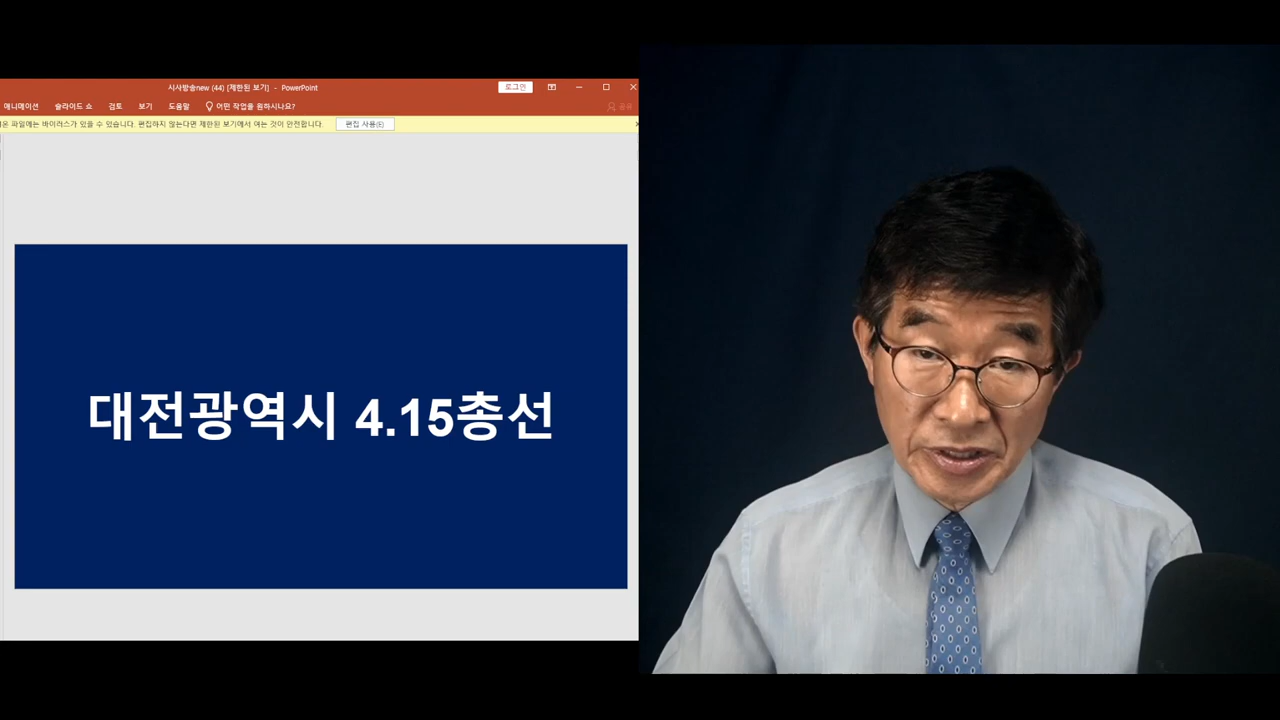 시사방송new (44) [제한된 보기] - PowerPoint
로그인
애니메이션 슬라이드 쇼 검토 보기 도움말 어떤 작업을 원하시나요? 공유
파일에는 바이러스가 있을 수 있습니다. 편집하지 않는다면 제한된 보기에서 여는 것이 안전합니다. 편집 사용(E)
대전광역시 4.15총선